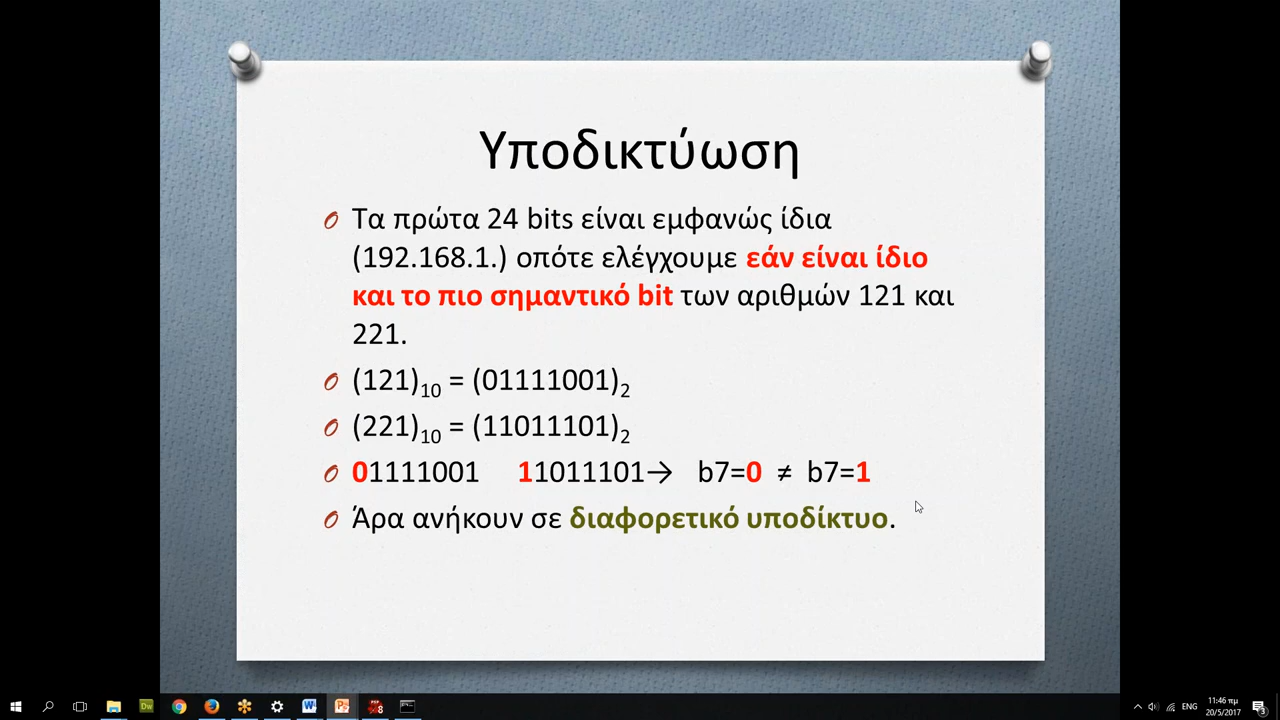 Υποδικτύωση
Ο Τα πρώτα 24 bits είναι εμφανώς ίδια
(192.168.1.) οπότε ελέγχουμε εάν είναι ίδιο
και το πιο σημαντικό bit των αριθμών 121 και
221.
Ο (121)10 = (01111001)2
Ο (221)10 = (11011101)2
Ο 01111001 11011101→ b7=0 ≠ b7=1
Ο Άρα ανήκουν σε διαφορετικό υποδίκτυο.
Dw
ΕΝΓ
11:46 πμ
20/5/2017